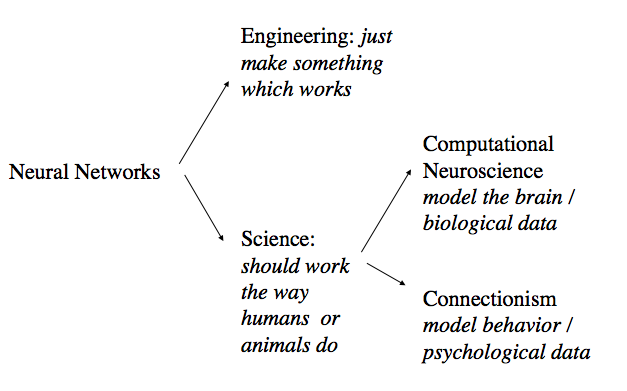 Neural Networks
Engineering: just
make something
which works
Science:
should work
the way
humans or
animals do
Computational
Neuroscience
model the brain /
biological data
Connectionism
model behavior /
psychological data